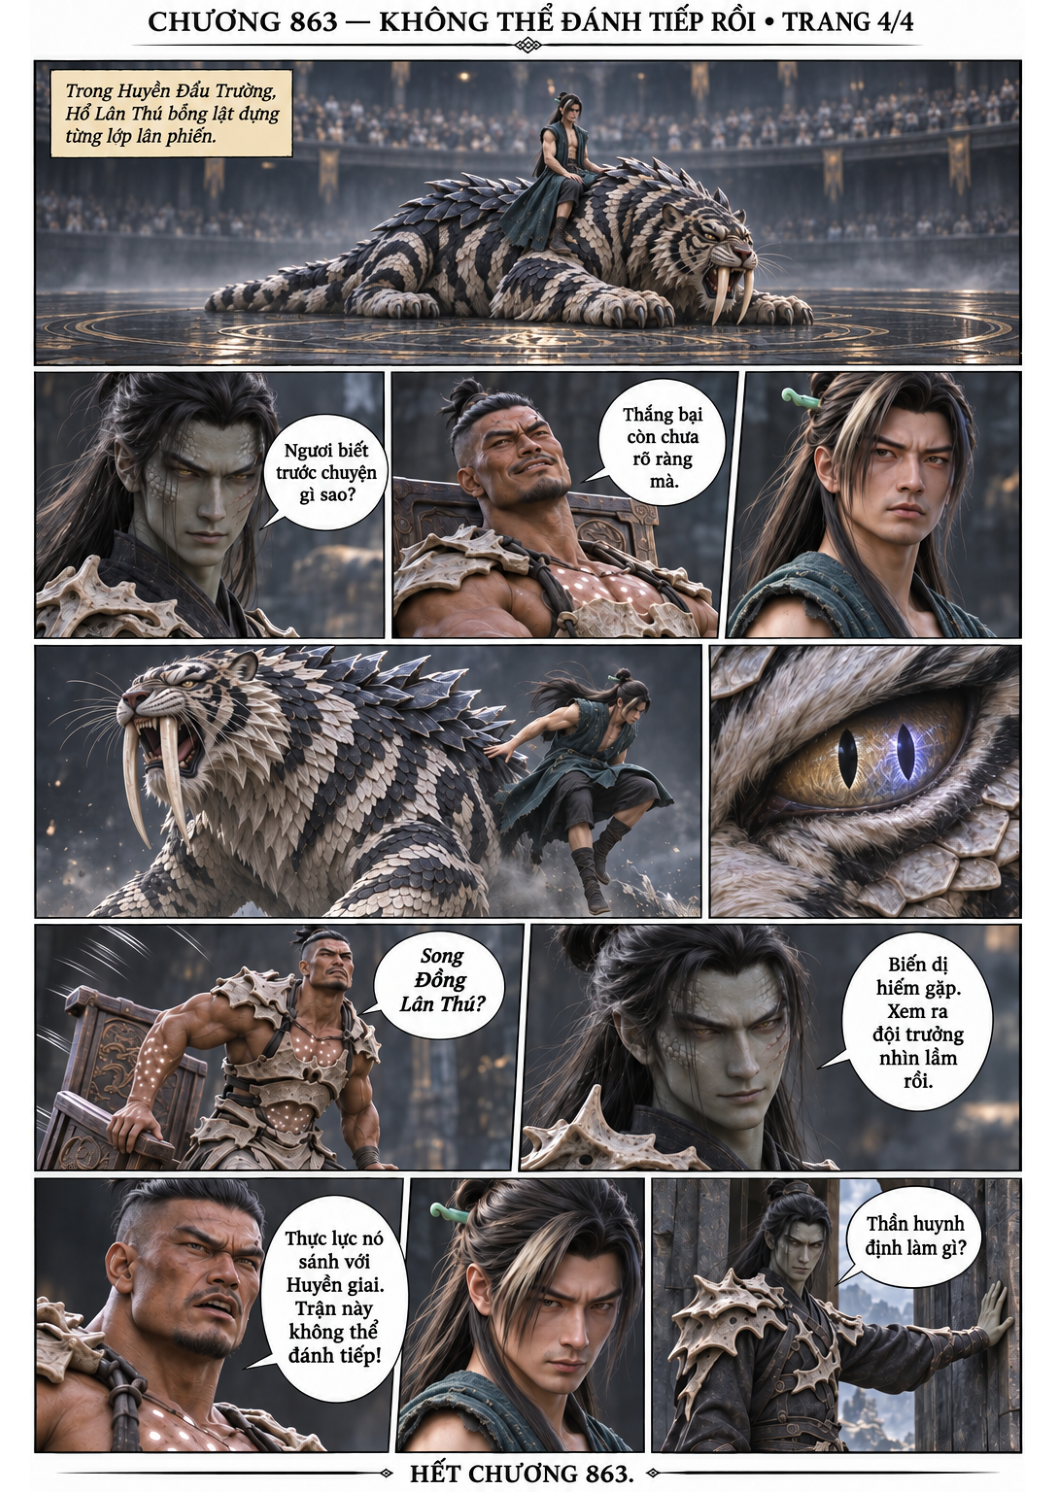 CHƯƠNG 863 — KHÔNG THỂ ĐÁNH TIẾP RỒI • TRANG 4/4
Trong Huyền Đẩu Trường,
Hổ Lân Thú bỗng lật dựng
từng lớp lân phiến.
Ngươi biết
trước chuyện
gì sao?
Thắng bại
còn chưa
rõ ràng
mà.
Song
Đồng
Lân Thú?
Biến dị
hiếm gặp.
Xem ra
đội trưởng
nhìn lầm
rồi.
Thực lực nó
sánh với
Huyền giai.
Trận này
không thể
đánh tiếp!
Thần huynh
định làm gì?
HẾT CHƯƠNG 863.